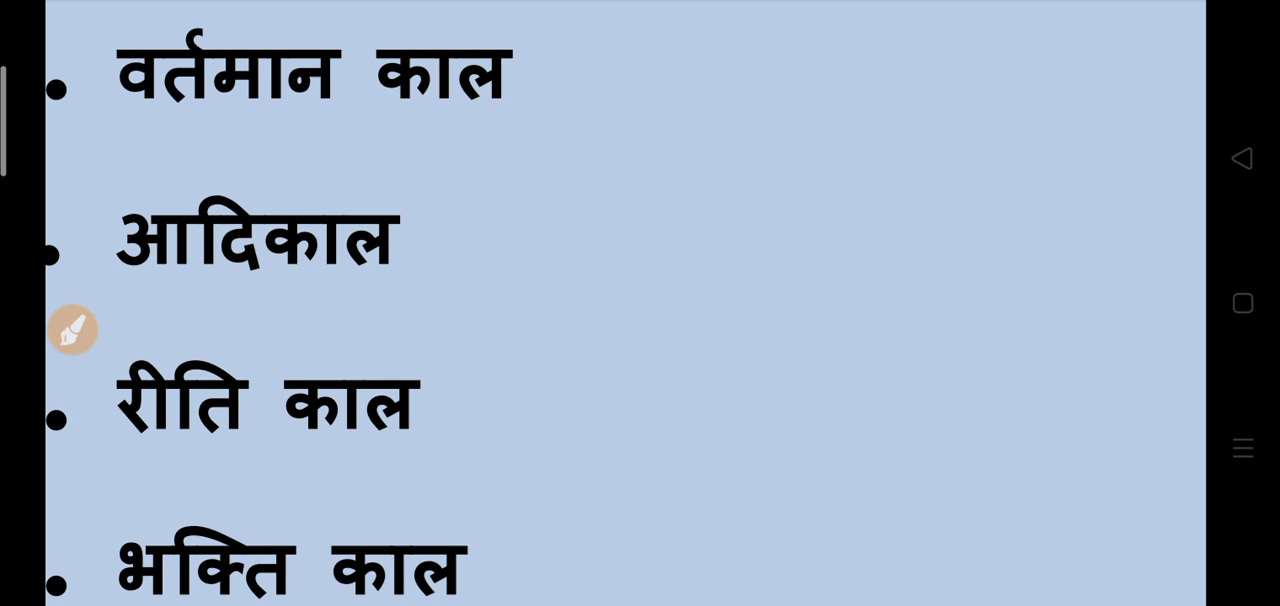 • वर्तमान काल
• आदिकाल
• रीति काल
• भक्ति काल